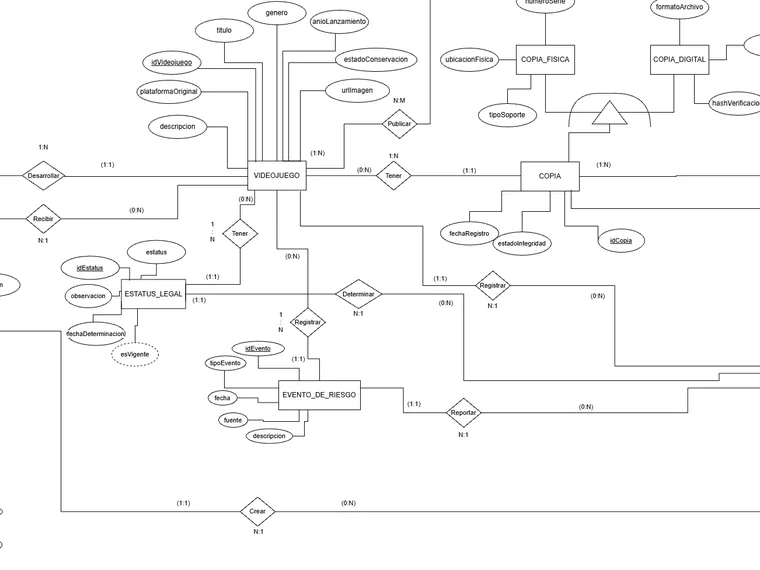 numeroSerie
formatoArchivo
genero
anioLanzamiento
titulo
idVideojuego
estadoConservacion
plataformaOriginal
urlImagen
descripcion
ubicacionFisica
COPIA_FISICA
COPIA_DIGITAL
tipoSoporte
N:M
Publicar
1:N
Desarrollar
(1:1)
VIDEOJUEGO
(1:N)
(0:N)
1:N
Tener
(1:1)
COPIA
(1:N)
Recibir
(0:N)
N:1
(0:N)
1
:
N
Tener
(1:1)
fechaRegistro
estadoIntegridad
idCopia
estatus
idEstatus
observacion
ESTATUS_LEGAL
(1:1)
esVigente
(0:N)
Determinar
N:1
(0:N)
(1:1)
Registrar
N:1
(0:N)
1
:
N
Registrar
(1:1)
idEvento
tipoEvento
fecha
fuente
descripcion
EVENTO_DE_RIESGO
(1:1)
Reportar
N:1
(0:N)
(1:1)
Crear
N:1
(0:N)